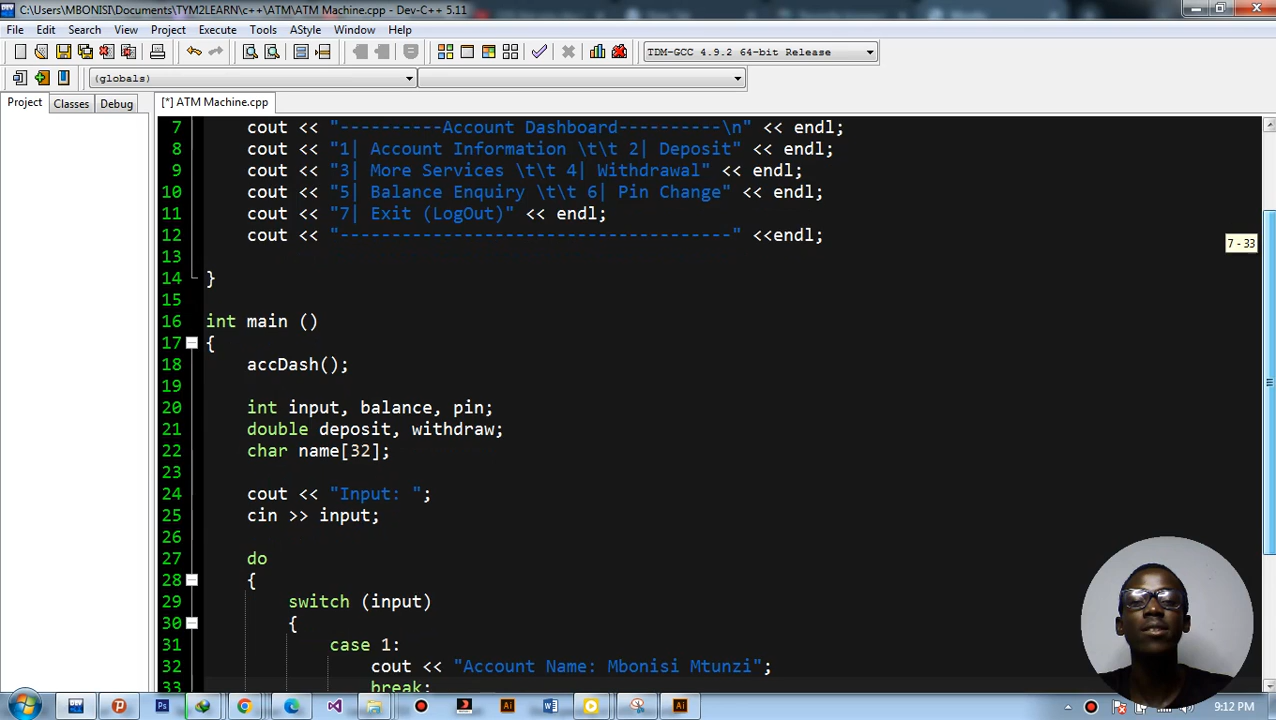 C:\Users\MBONISI\Documents\TYM2LEARN\c++\ATM\ATM Machine.cpp - Dev-C++ 5.11
File Edit Search View Project Execute Tools AStyle Window Help
TDM-GCC 4.9.2 64-bit Release
(globals)
Project Classes Debug [*] ATM Machine.cpp
7 cout << "----------Account Dashboard----------\n" << endl;
8 cout << "1| Account Information \t\t 2| Deposit" << endl;
9 cout << "3| More Services \t\t 4| Withdrawal" << endl;
10 cout << "5| Balance Enquiry \t\t 6| Pin Change" << endl;
11 cout << "7| Exit (LogOut)" << endl;
12 cout << "--------------------------------------" <<endl;
7 - 33
13
14 }
15
16 int main ()
17 {
18 accDash();
19
20 int input, balance, pin;
21 double deposit, withdraw;
22 char name[32];
23
24 cout << "Input: ";
25 cin >> input;
26
27 do
28 {
29 switch (input)
30 {
31 case 1:
32 cout << "Account Name: Mbonisi Mtunzi";
33 break;
9:12 PM